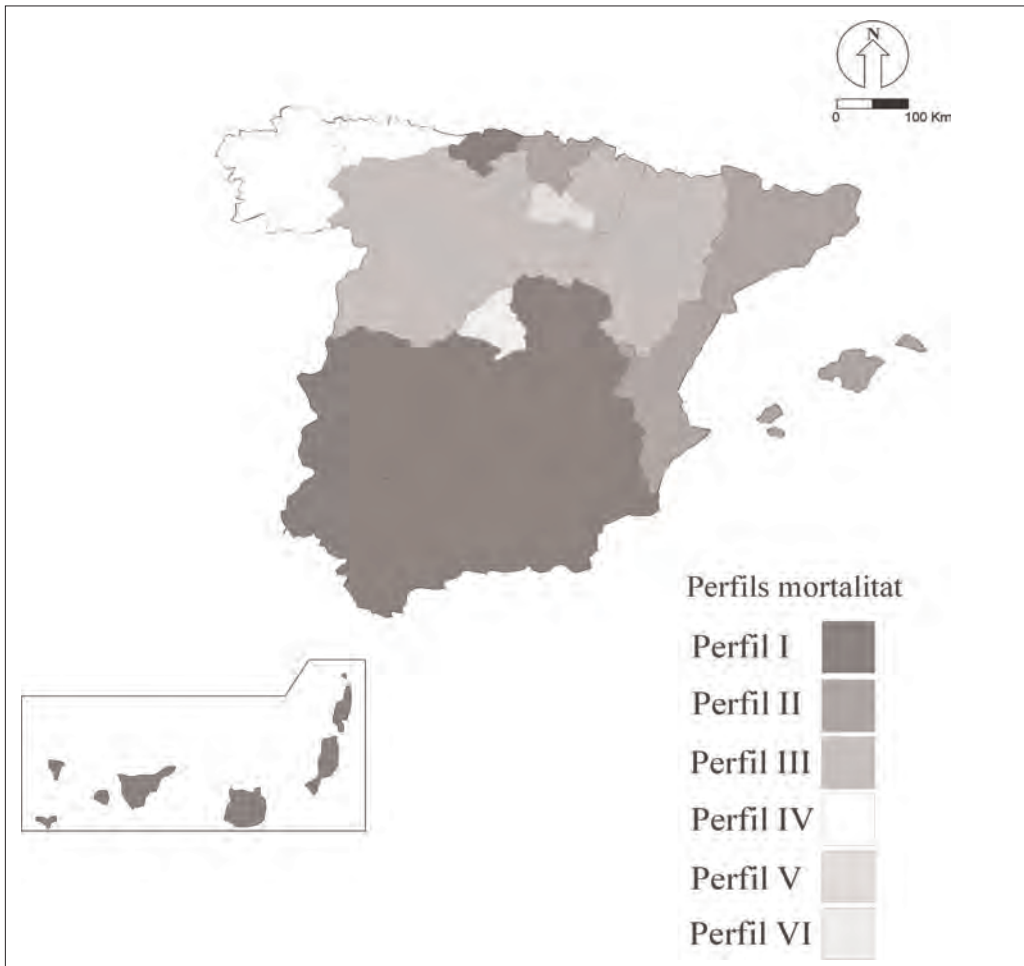 N
0 100 Km
Perfils mortalitat
Perfil I
Perfil II
Perfil III
Perfil IV
Perfil V
Perfil VI